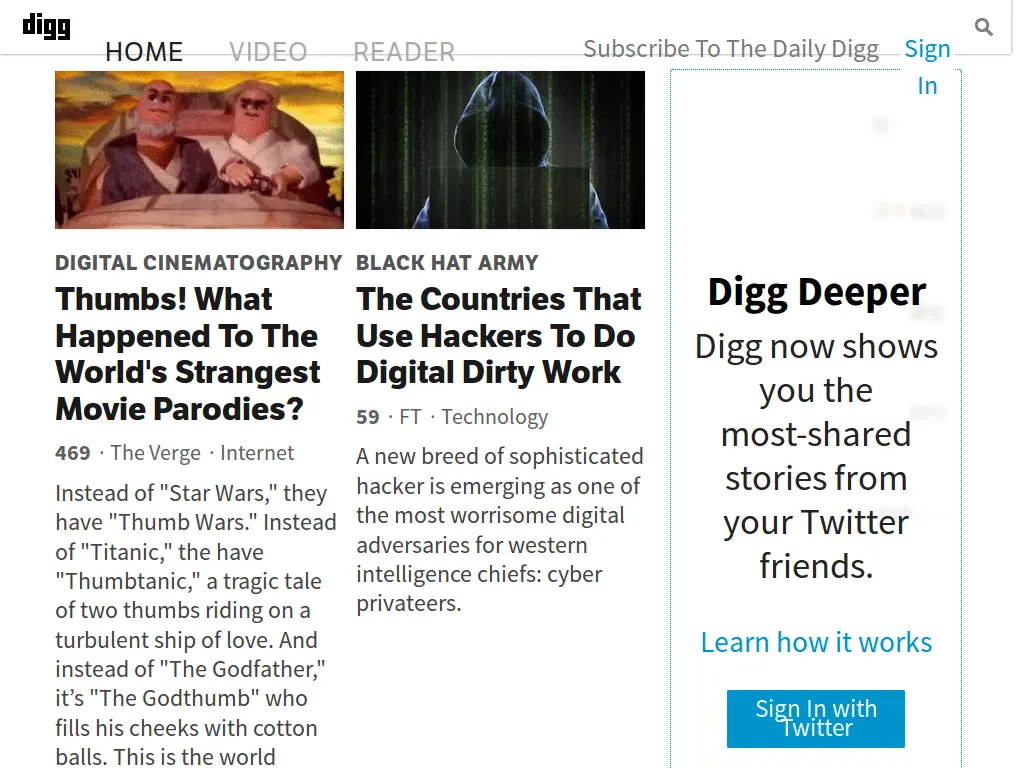 digg
HOME VIDEO READER
Subscribe To The Daily Digg
Sign
In
DIGITAL CINEMATOGRAPHY
Thumbs! What
Happened To The
World's Strangest
Movie Parodies?
469 · The Verge · Internet
Instead of "Star Wars," they
have "Thumb Wars." Instead
of "Titanic," the have
"Thumbtanic," a tragic tale
of two thumbs riding on a
turbulent ship of love. And
instead of "The Godfather,"
it’s "The Godthumb" who
fills his cheeks with cotton
balls. This is the world
BLACK HAT ARMY
The Countries That
Use Hackers To Do
Digital Dirty Work
59 · FT · Technology
A new breed of sophisticated
hacker is emerging as one of
the most worrisome digital
adversaries for western
intelligence chiefs: cyber
privateers.
Digg Deeper
Digg now shows
you the
most-shared
stories from
your Twitter
friends.
Learn how it works
Sign In with
Twitter